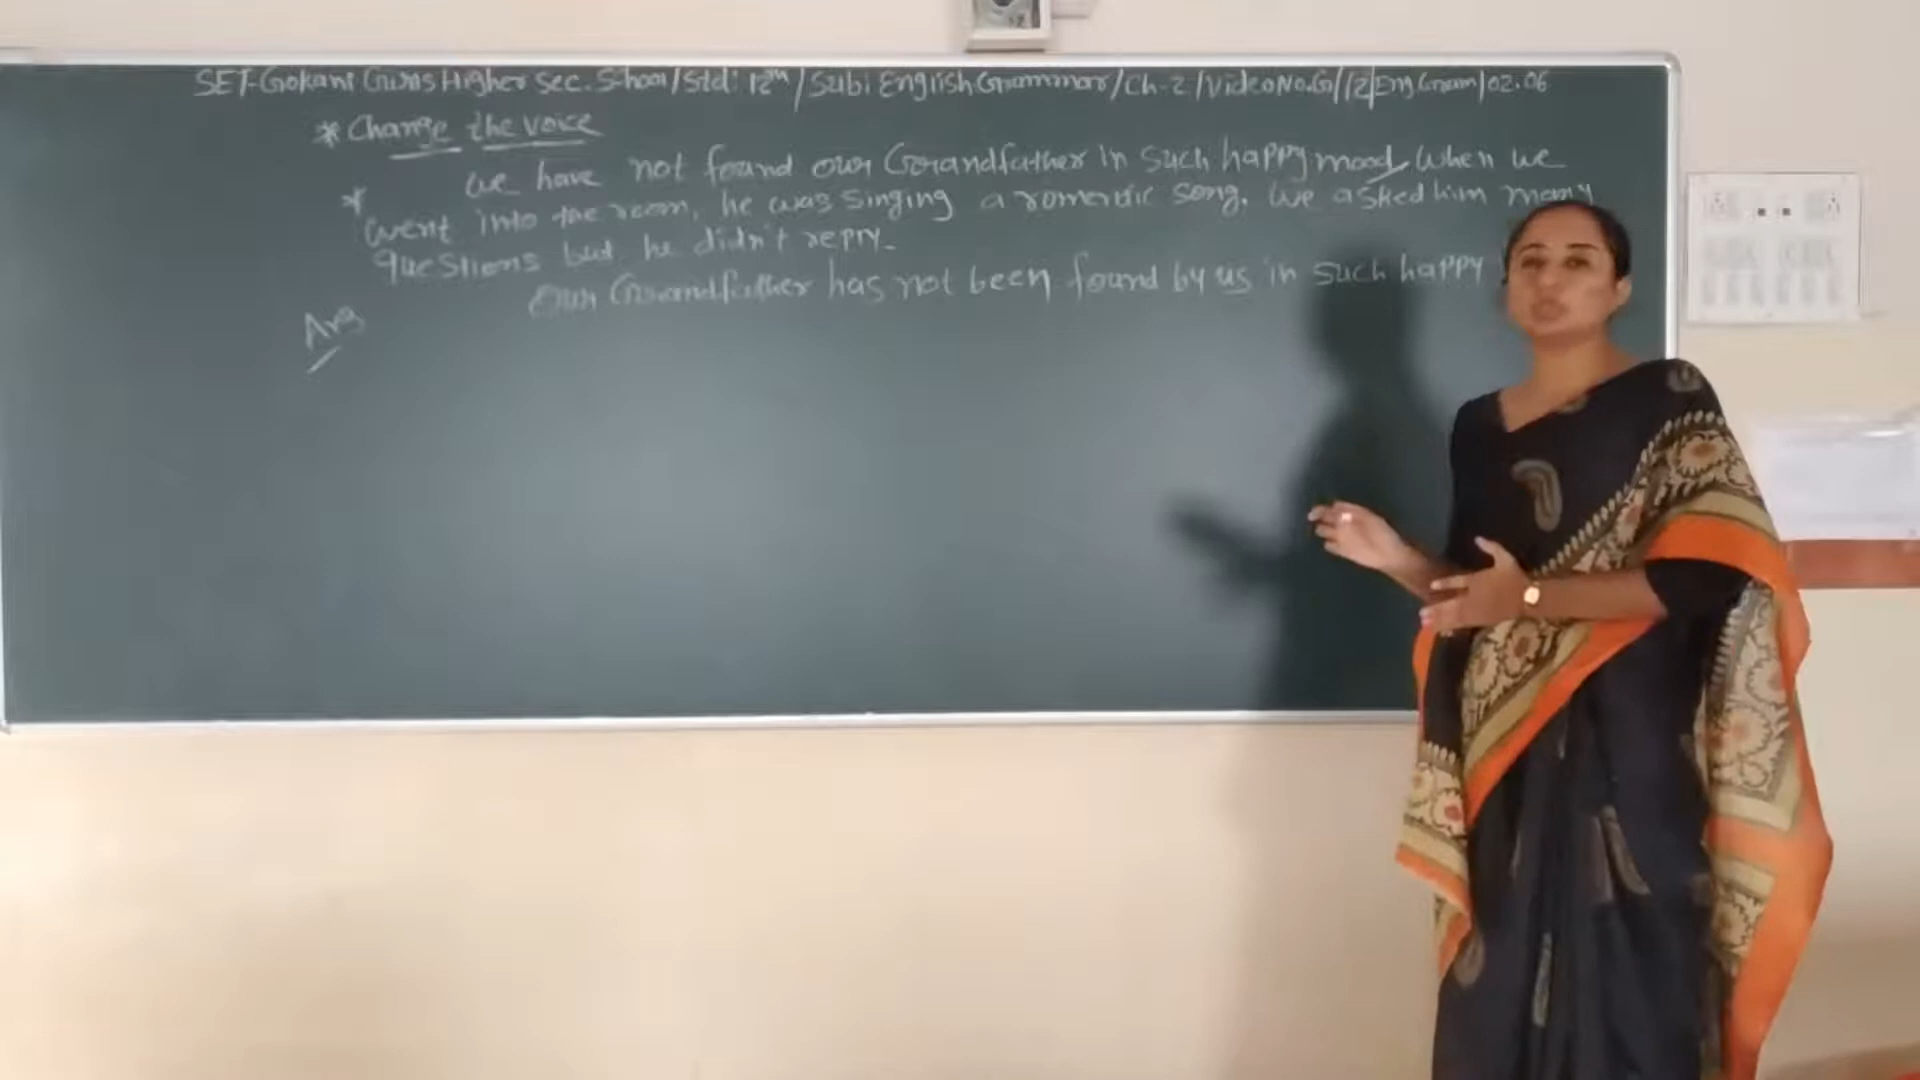 SET-Gokani Girls Higher Sec. School/Std: 12th/Sub: English Grammar/Ch-2/Video No.G/12/Eng Gram/02.06
* Change the voice
* we have not found our Grandfather in such happy mood, when we
went into the room, he was singing a romentic song. we asked him many
questions but he didn't reply.
Ans Our Grandfather has not been found by us in such happy